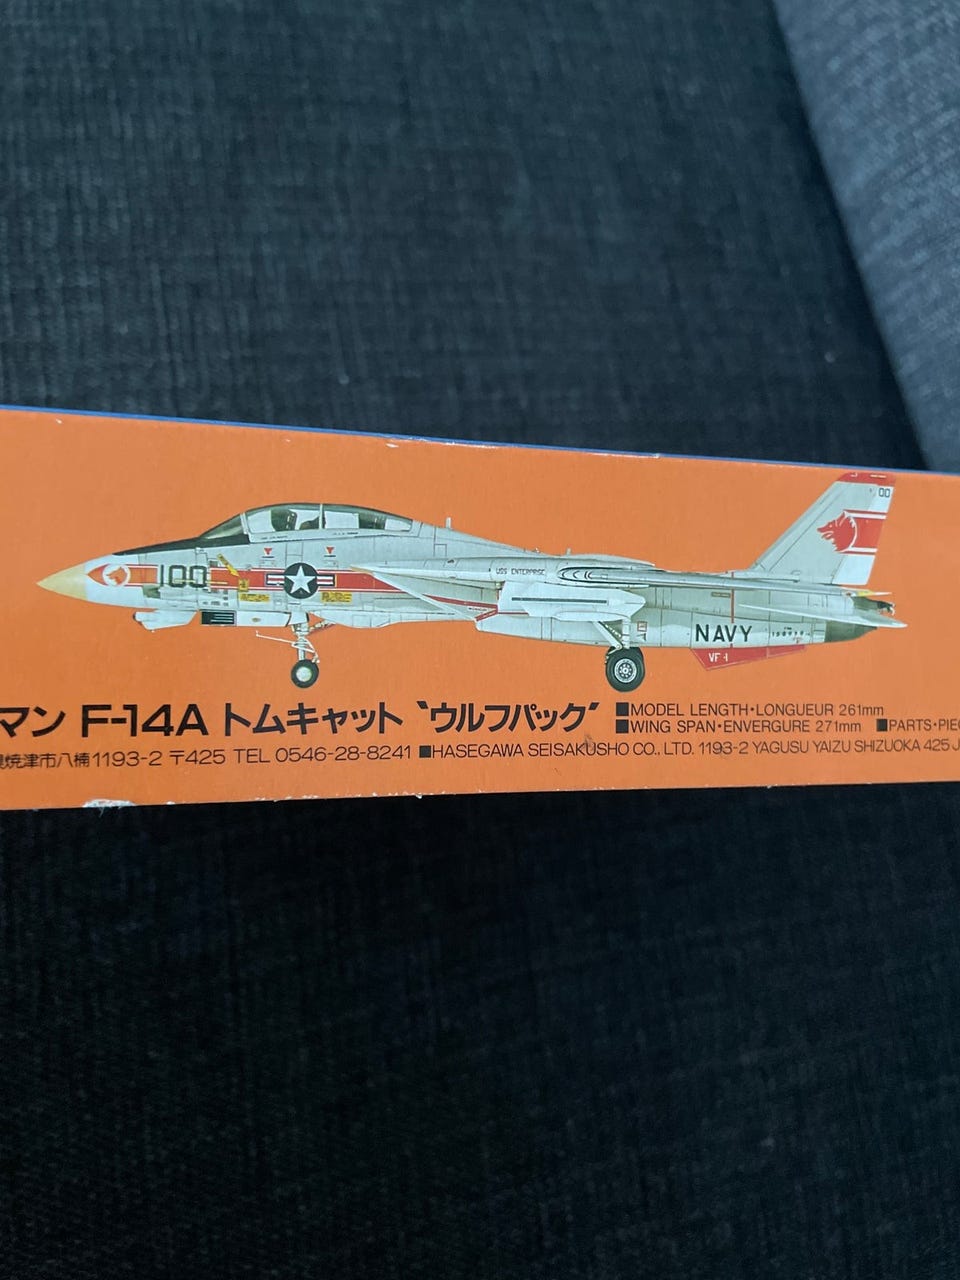 00
100
USS ENTERPRISE
NAVY
VF-1
マン F-14A トムキャット "ウルフパック"
■MODEL LENGTH・LONGUEUR 261mm
■WING SPAN・ENVERGURE 271mm ■PARTS・PIE
焼津市八楠1193-2 〒425 TEL 0546-28-8241 ■HASEGAWA SEISAKUSHO CO., LTD. 1193-2 YAGUSU YAIZU SHIZUOKA 425 J